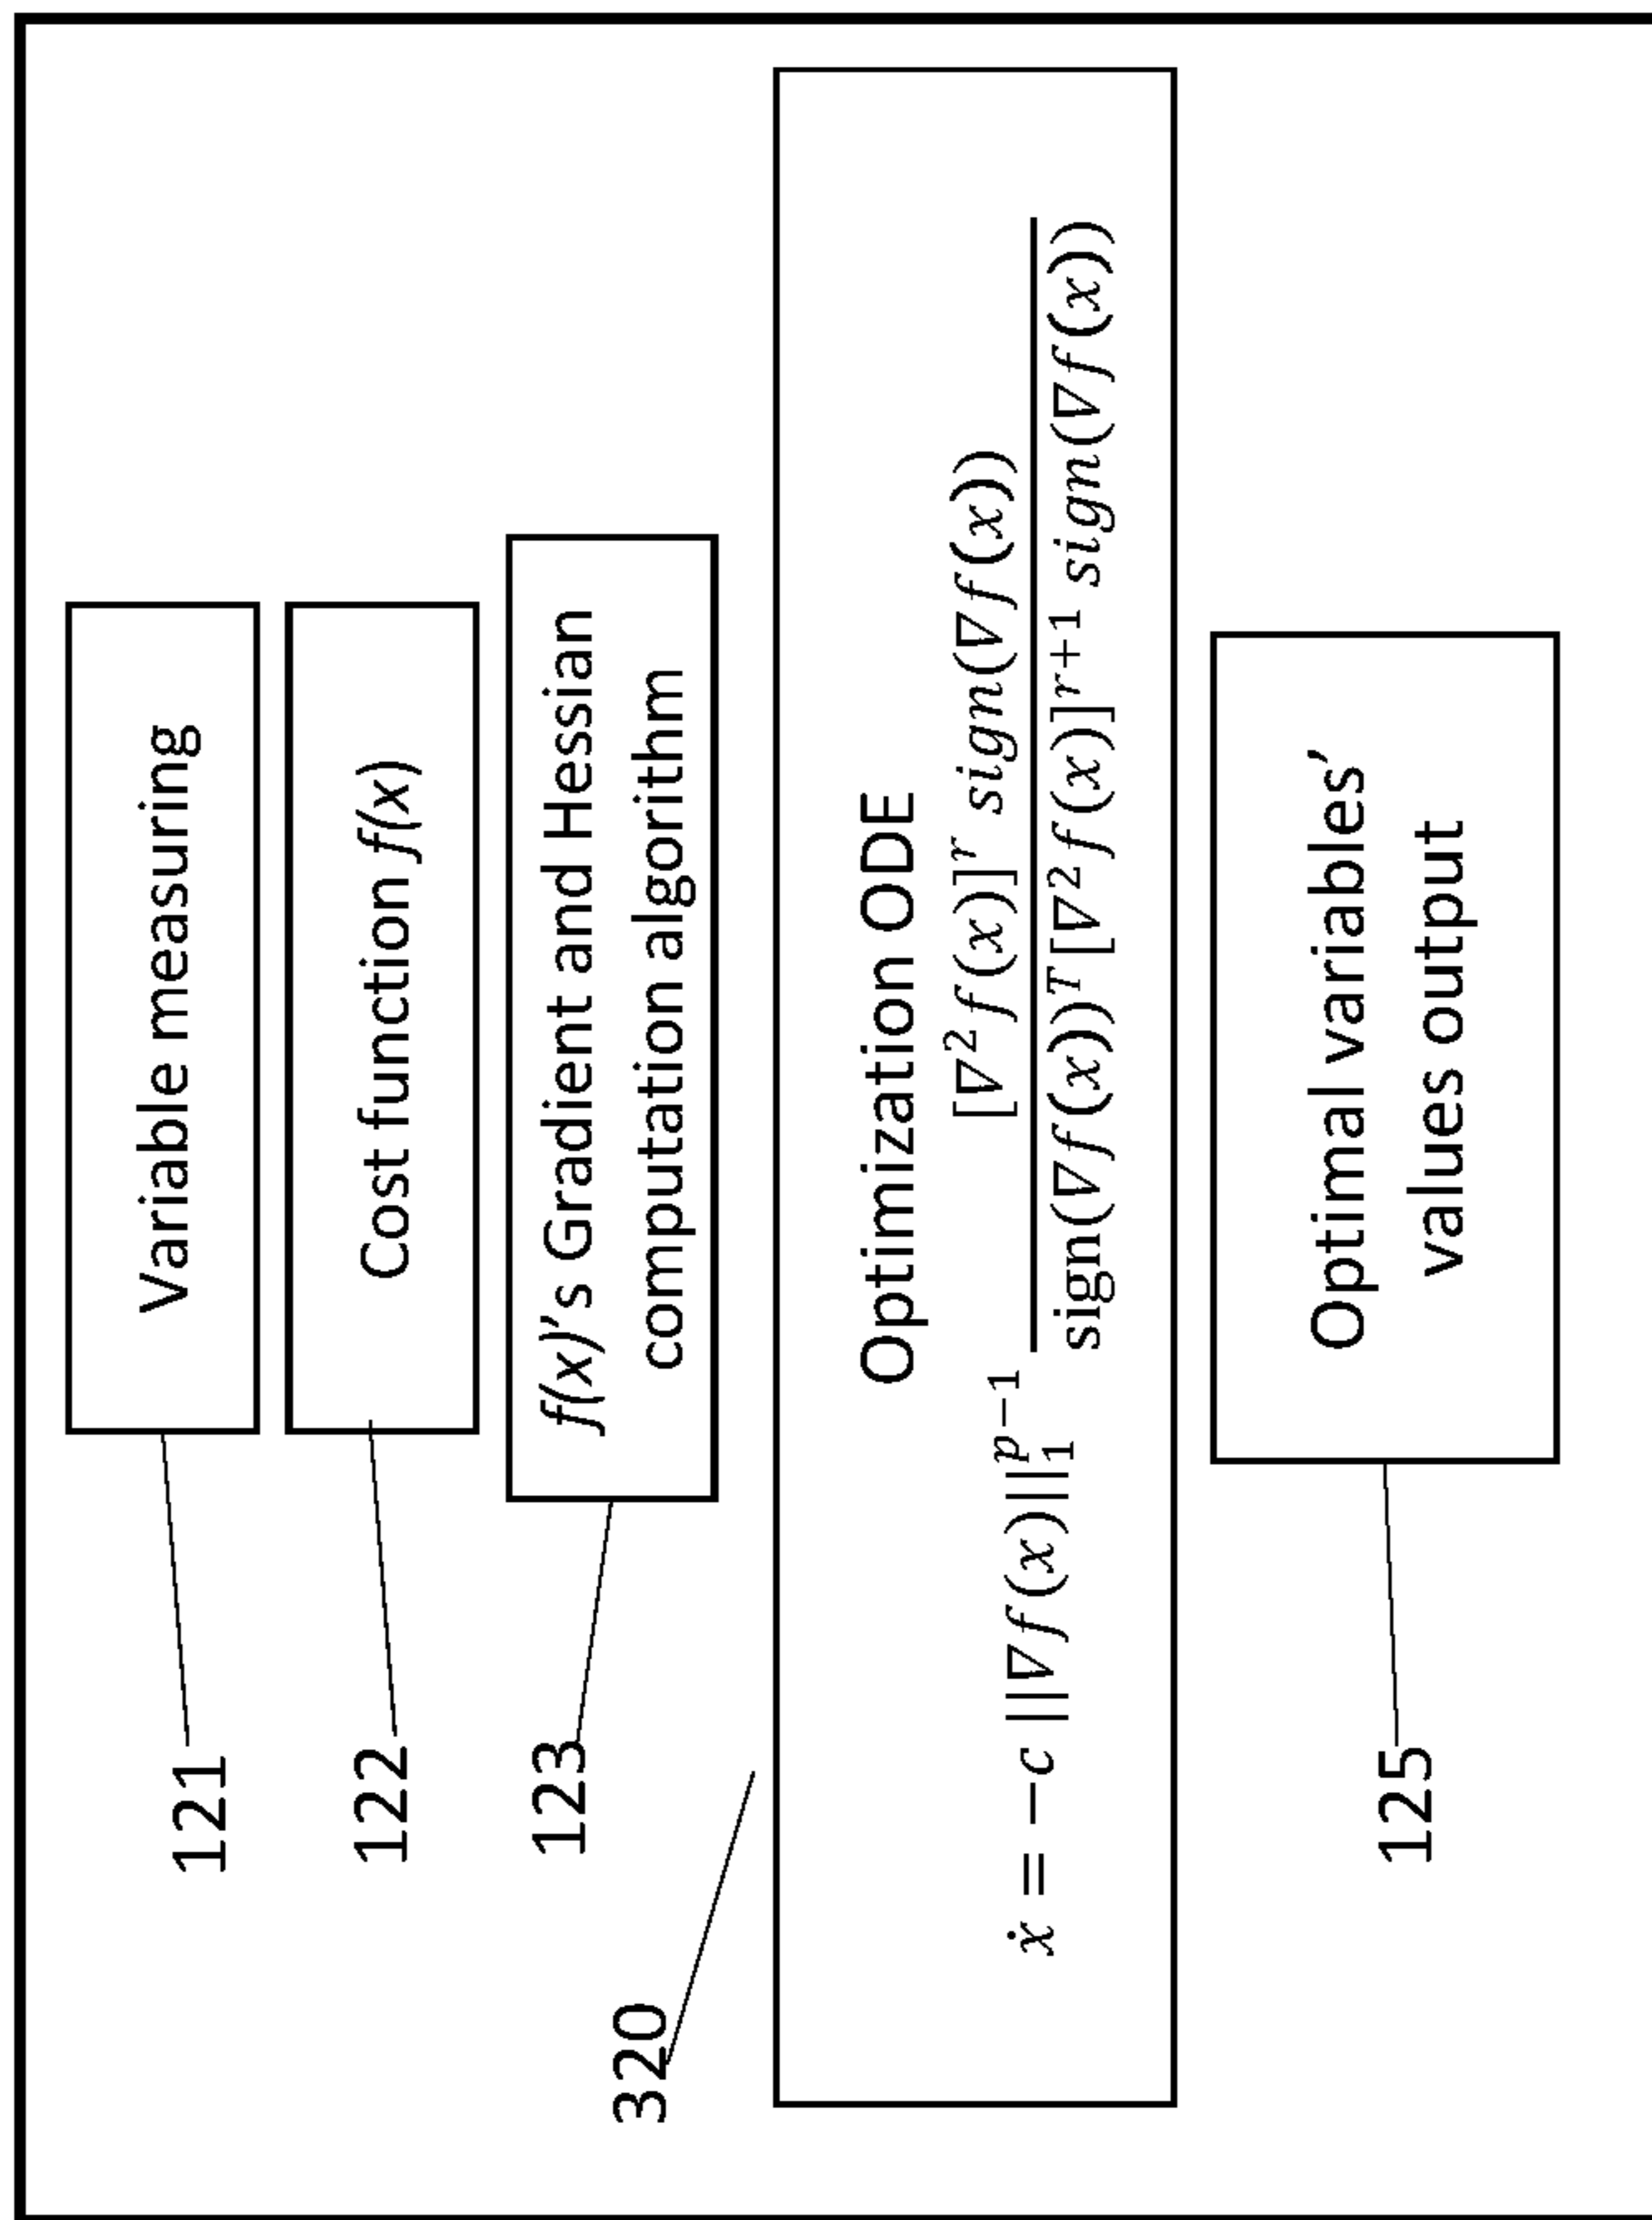 121
Variable measuring
122
Cost function f(x)
123
f(x)'s Gradient and Hessian
computation algorithm
320
Optimization ODE
ẋ = −c ||∇f(x)||₁^{p−1} [∇²f(x)]^r sign(∇f(x)) / sign(∇f(x))^T [∇²f(x)]^{r+1} sign(∇f(x))
125
Optimal variables'
values output